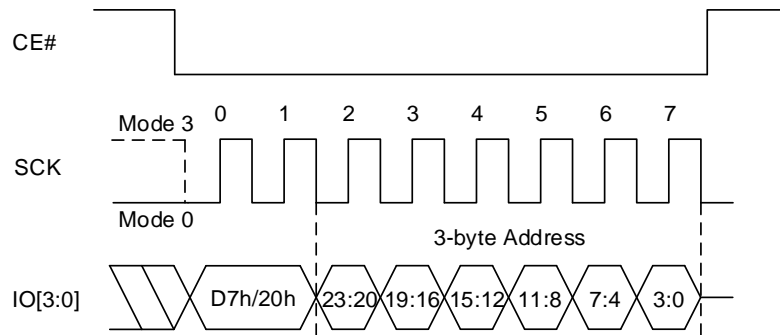 CE#
0 1 2 3 4 5 6 7
Mode 3
SCK
Mode 0
3-byte Address
IO[3:0] D7h/20h 23:20 19:16 15:12 11:8 7:4 3:0